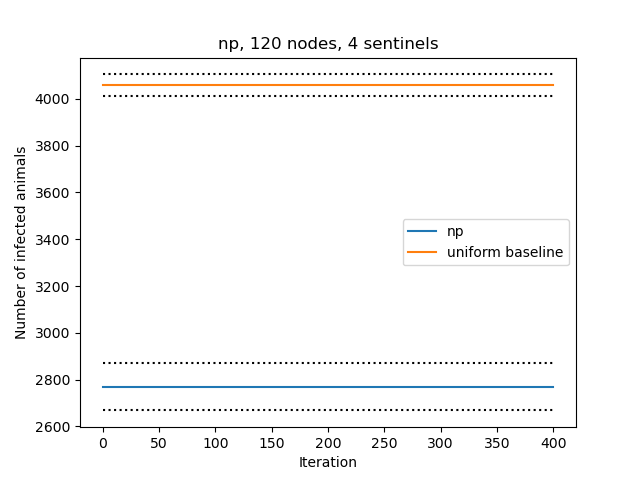 np, 120 nodes, 4 sentinels
Number of infected animals
4000
3800
3600
3400
3200
3000
2800
2600
np
uniform baseline
0 50 100 150 200 250 300 350 400
Iteration